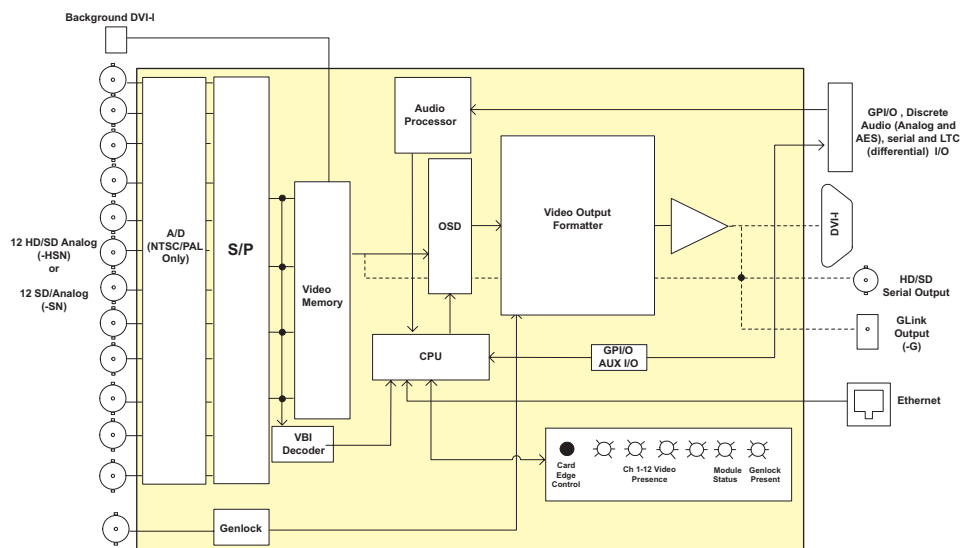 Background DVI-I
12 HD/SD Analog
(-HSN)
or
12 SD/Analog
(-SN)
A/D
(NTSC/PAL
Only)
S/P
Video
Memory
VBI
Decoder
Genlock
Audio
Processor
OSD
CPU
Video Output
Formatter
GPI/O
AUX I/O
Card
Edge
Control
Ch 1-12 Video
Presence
Module
Status
Genlock
Present
GPI/O , Discrete
Audio (Analog and
AES), serial and LTC
(differential) I/O
DVI-I
HD/SD
Serial Output
GLink
Output
(-G)
Ethernet